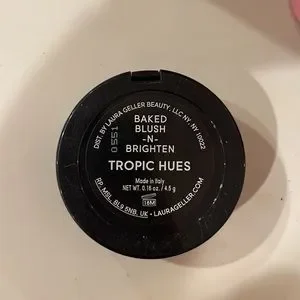 DIST. BY LAURA GELLER BEAUTY, LLC NY, NY 10022
0551
BAKED
BLUSH
-N-
BRIGHTEN
TROPIC HUES
Made in Italy
NET WT. 0.16 oz. / 4.5 g
18M
RP, MBL, BL9 8NB, UK • LAURAGELLER.COM